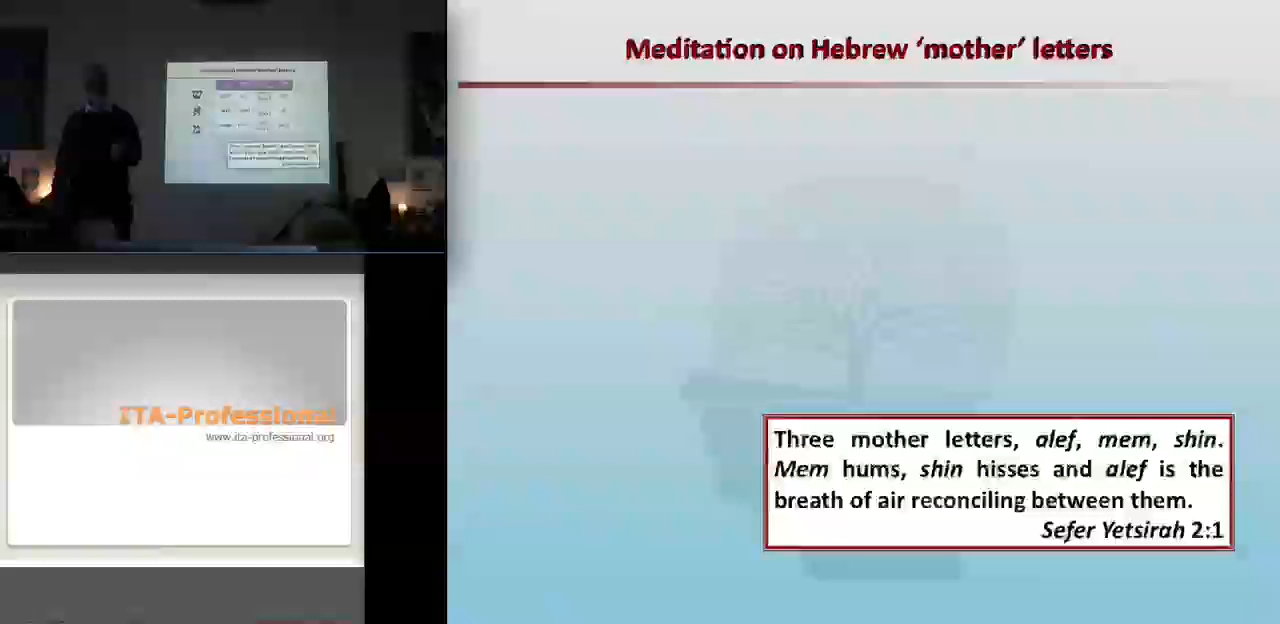 Meditation on Hebrew ‘mother’ letters
ITA-Professional
www.ita-professional.org
Three mother letters, alef, mem, shin.
Mem hums, shin hisses and alef is the
breath of air reconciling between them.
Sefer Yetsirah 2:1